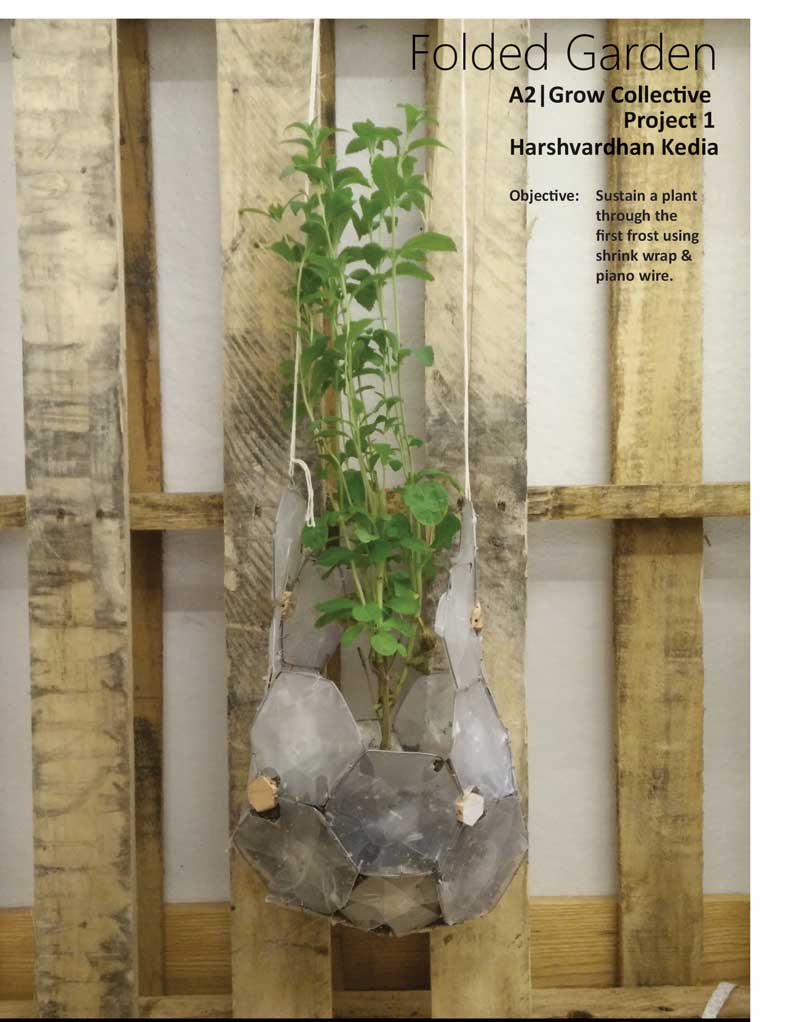 Folded Garden
A2|Grow Collective
Project 1
Harshvardhan Kedia
Objective: Sustain a plant
through the
first frost using
shrink wrap &
piano wire.